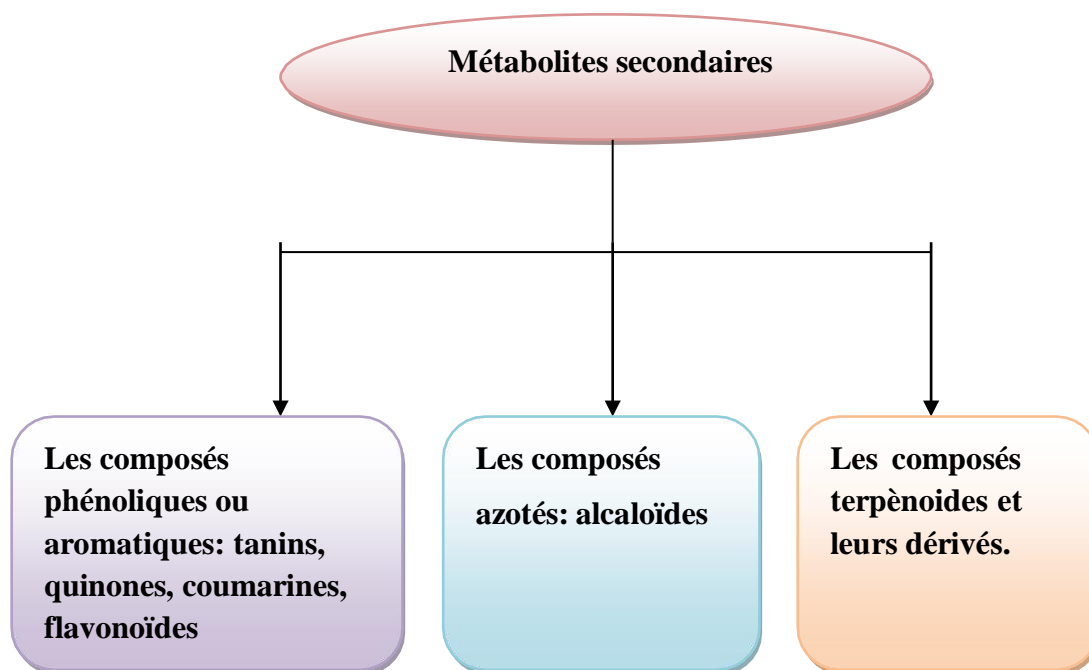 Métabolites secondaires
Les composés
phénoliques ou
aromatiques: tanins,
quinones, coumarines,
flavonoïdes
Les composés
azotés: alcaloïdes
Les composés
terpènoides et
leurs dérivés.